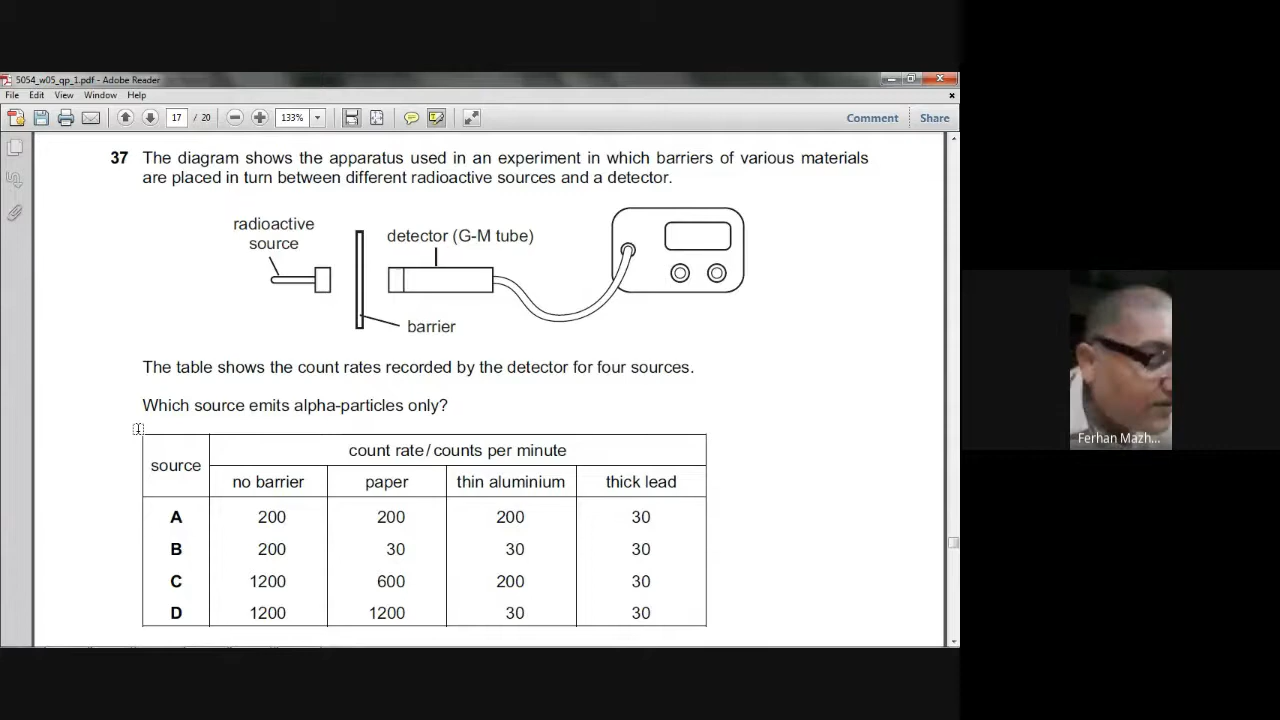 5054_w05_qp_1.pdf - Adobe Reader
File Edit View Window Help
17 / 20
133%
Comment Share
37 The diagram shows the apparatus used in an experiment in which barriers of various materials
are placed in turn between different radioactive sources and a detector.
radioactive
source
detector (G-M tube)
barrier
The table shows the count rates recorded by the detector for four sources.
Which source emits alpha-particles only?
source
count rate/counts per minute
no barrier paper thin aluminium thick lead
A 200 200 200 30
B 200 30 30 30
C 1200 600 200 30
D 1200 1200 30 30
Ferhan Mazh...